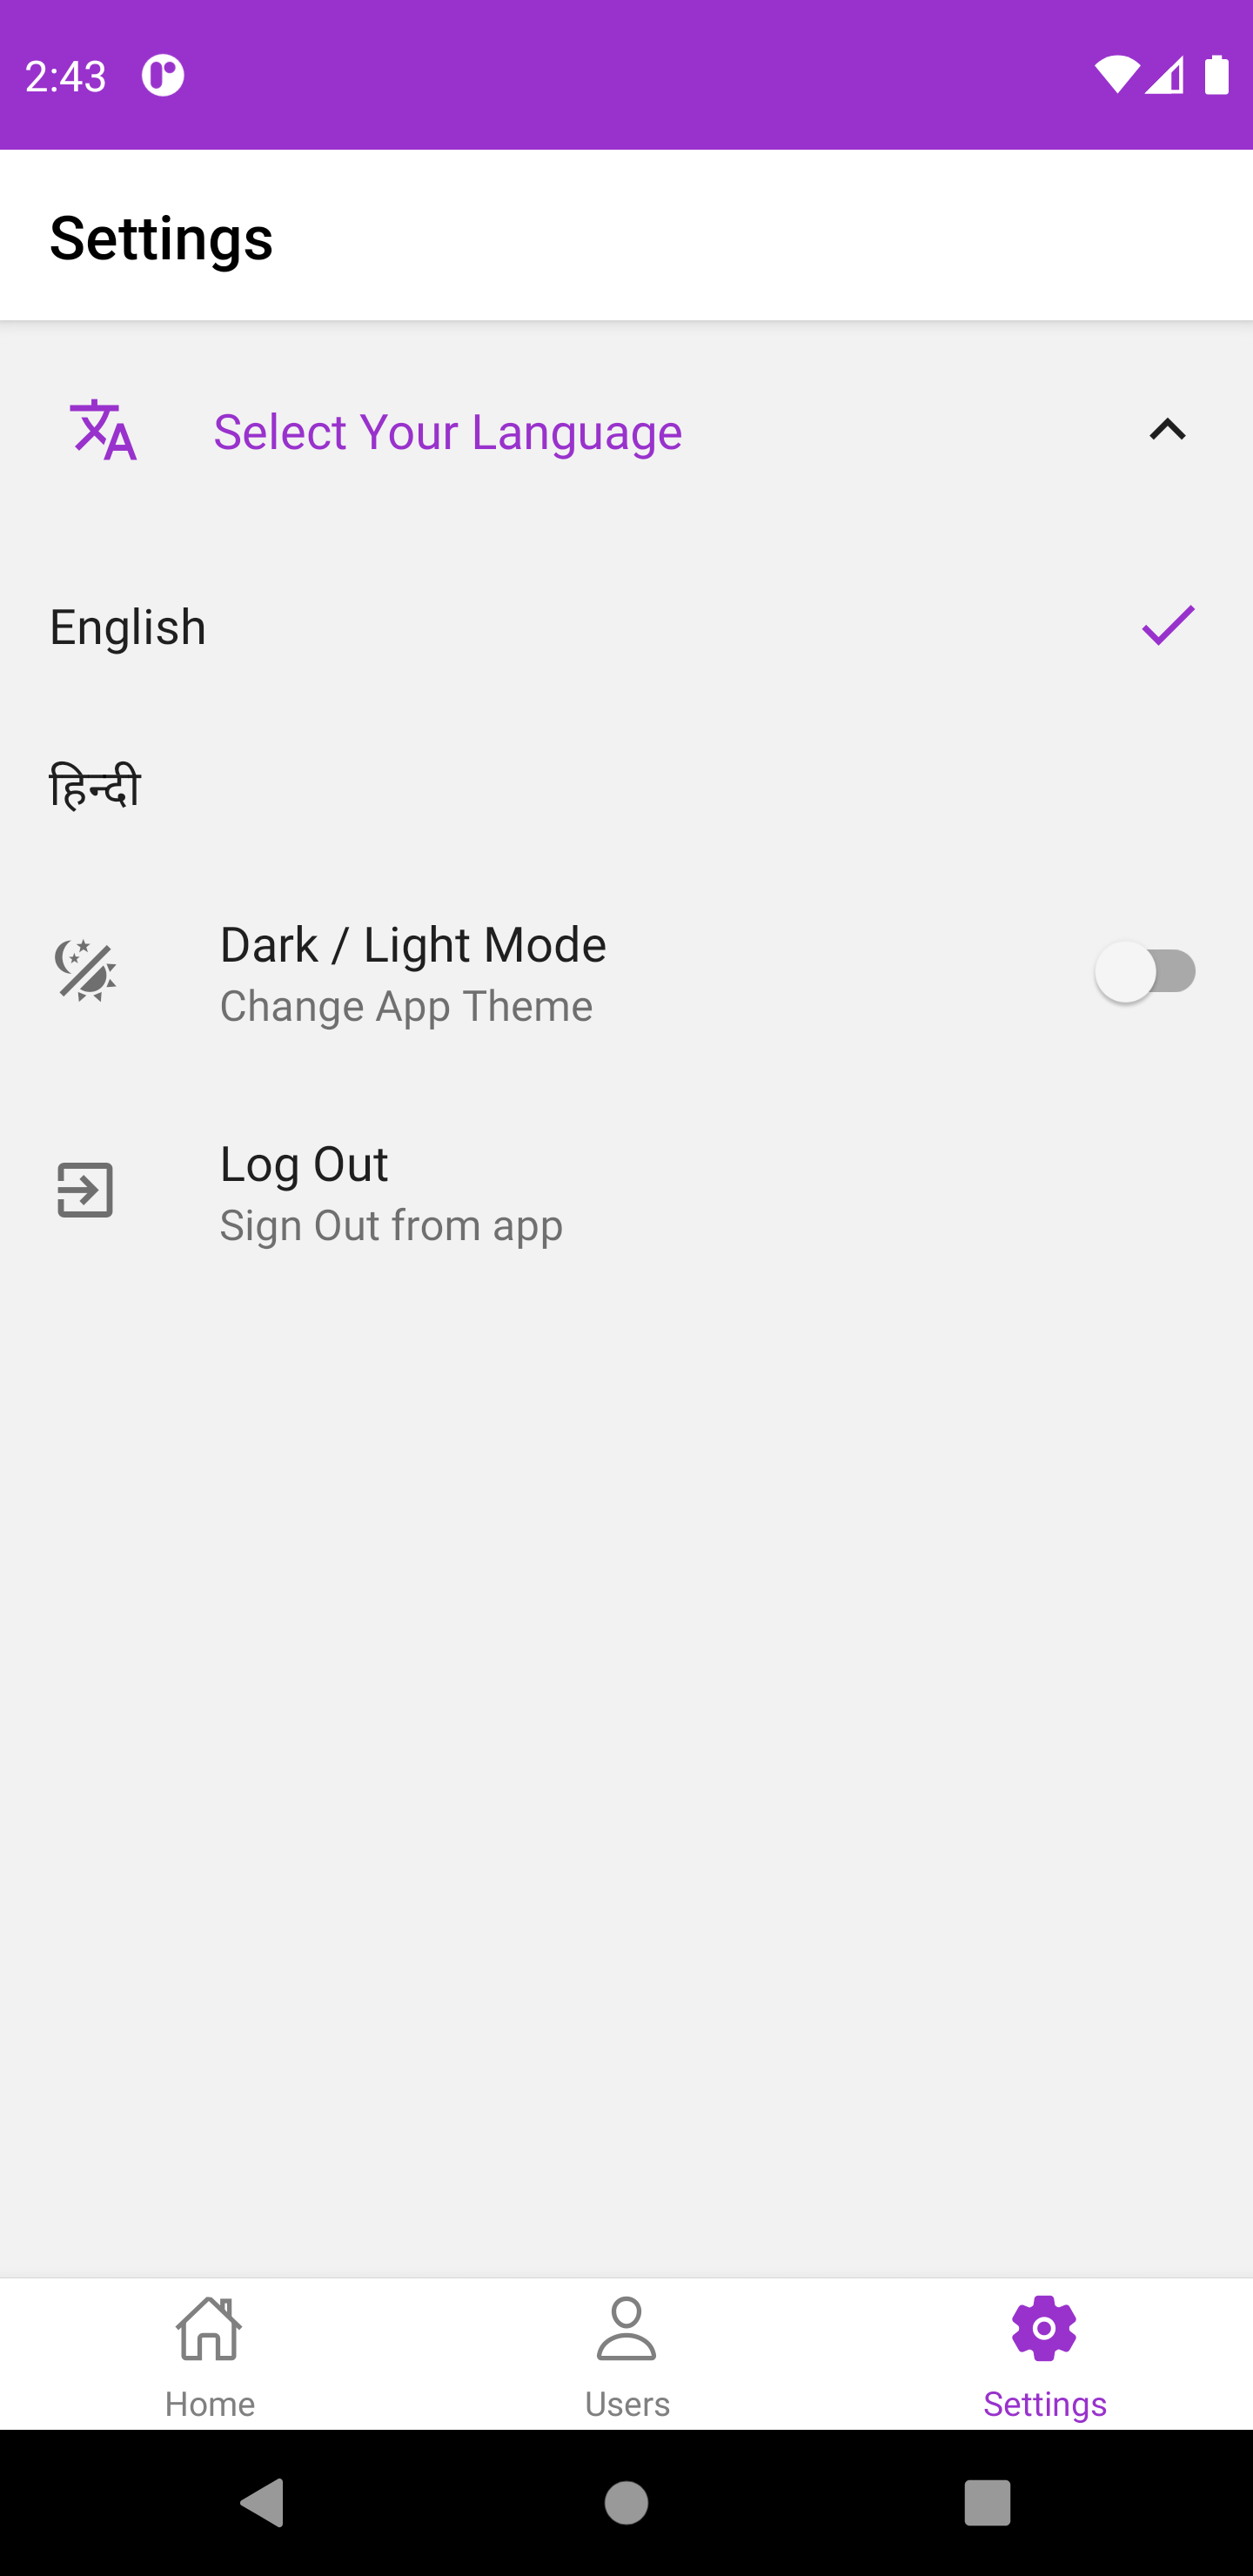 2:43
Settings
Select Your Language
English
हिन्दी
Dark / Light Mode
Change App Theme
Log Out
Sign Out from app
Home
Users
Settings